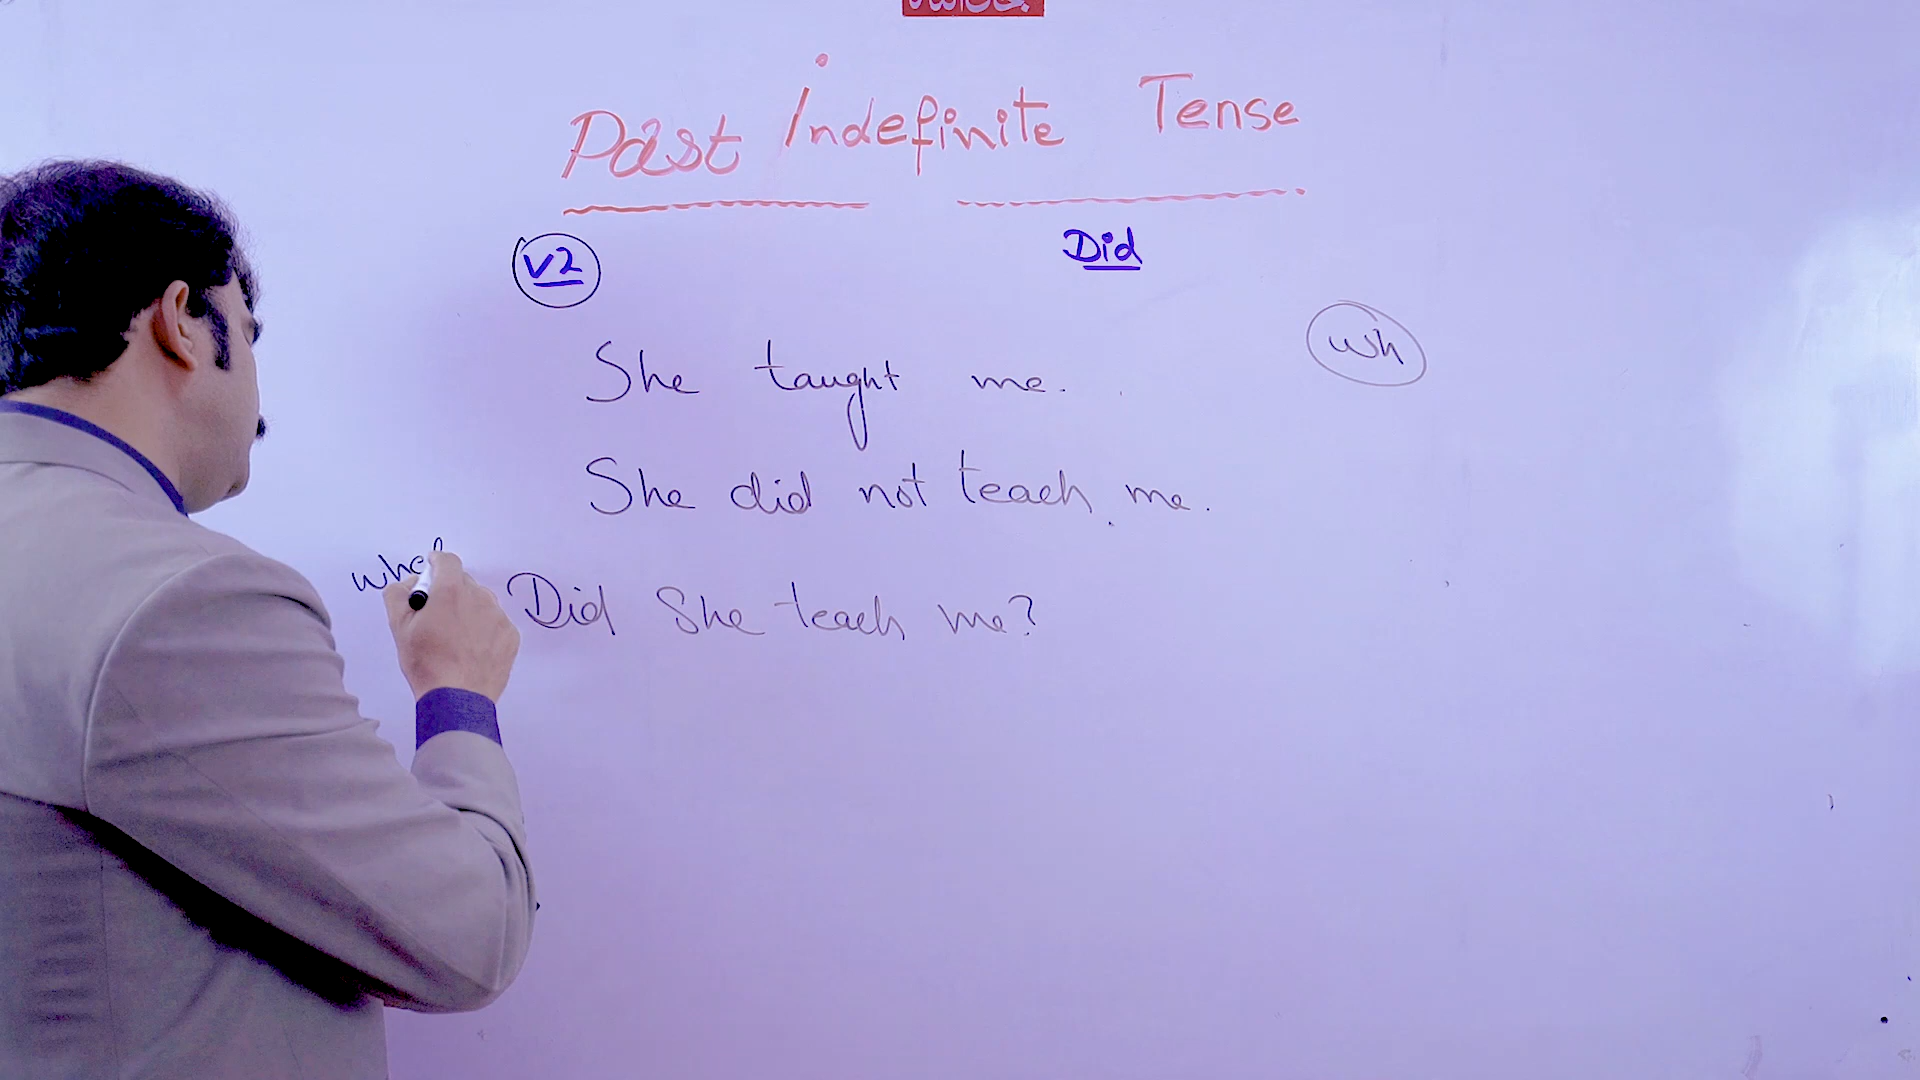 Past Indefinite Tense
V2 Did
wh
She taught me.
She did not teach me.
Did She teach me?